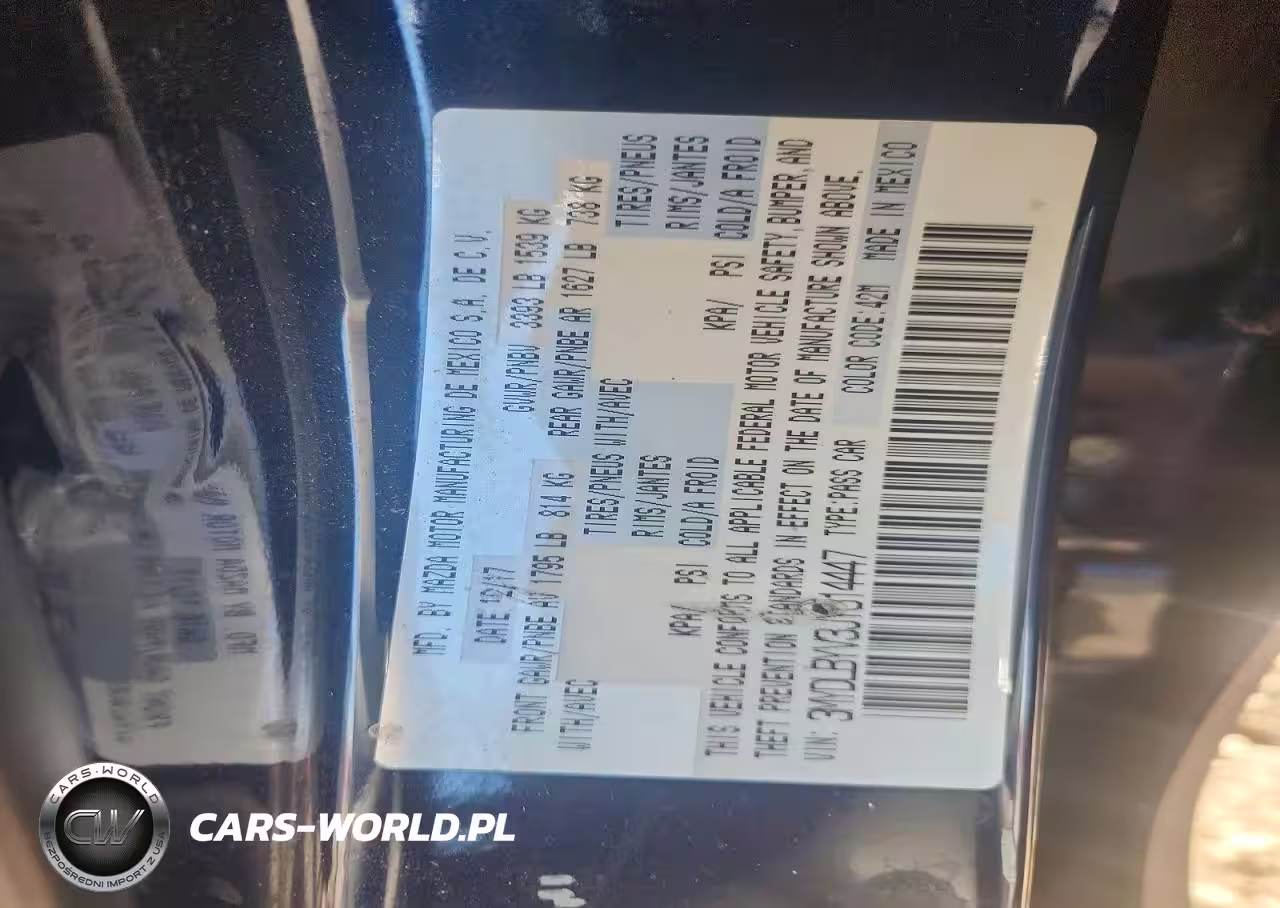 MFD. BY MAZDA MOTOR MANUFACTURING DE MEXICO S.A. DE C.V.
DATE 12/17 GVWR/PNBV 3393 LB 1539 KG
FRONT GAWR/PNBE AV 1795 LB 814 KG REAR GAWR/PNBE AR 1627 LB 738 KG
WITH/AVEC TIRES/PNEUS WITH/AVEC TIRES/PNEUS
RIMS/JANTES RIMS/JANTES
KPA/ PSI COLD/A FROID KPA/ PSI COLD/A FROID
THIS VEHICLE CONFORMS TO ALL APPLICABLE FEDERAL MOTOR VEHICLE SAFETY, BUMPER, AND
THEFT PREVENTION STANDARDS IN EFFECT ON THE DATE OF MANUFACTURE SHOWN ABOVE.
VIN: TYPE:PASS CAR COLOR CODE:42M MADE IN MEXICO
CARS-WORLD
CW
BEZPOŚREDNI IMPORT Z USA
CARS-WORLD.PL